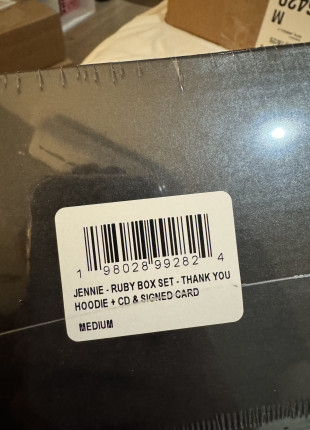 M
1 98028 99282 4
JENNIE - RUBY BOX SET - THANK YOU
HOODIE + CD & SIGNED CARD
MEDIUM